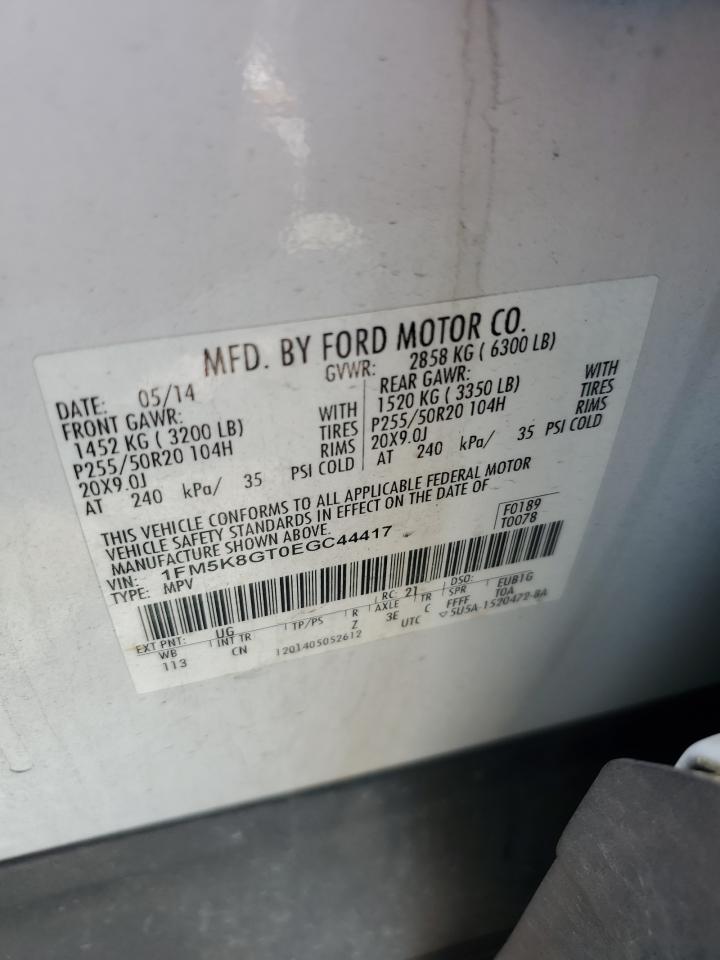 MFD. BY FORD MOTOR CO.
DATE: 05/14 GVWR: 2858 KG ( 6300 LB)
FRONT GAWR: REAR GAWR:
1452 KG ( 3200 LB) WITH 1520 KG ( 3350 LB) WITH
P255/50R20 104H TIRES P255/50R20 104H TIRES
20X9.0J RIMS 20X9.0J RIMS
AT 240 kPa/ 35 PSI COLD AT 240 kPa/ 35 PSI COLD
THIS VEHICLE CONFORMS TO ALL APPLICABLE FEDERAL MOTOR
VEHICLE SAFETY STANDARDS IN EFFECT ON THE DATE OF
MANUFACTURE SHOWN ABOVE.
F0189
T0078
VIN: 1FM5K8GT0EGC44417
TYPE: MPV
EXT PNT: UG RC: 21 DSO: EUB1G
WB INT TR TP/PS R AXLE TR SPR T0A
113 CN Z 3E C FFFF
1201405052612 UTC ▽5U5A-1520472-BA